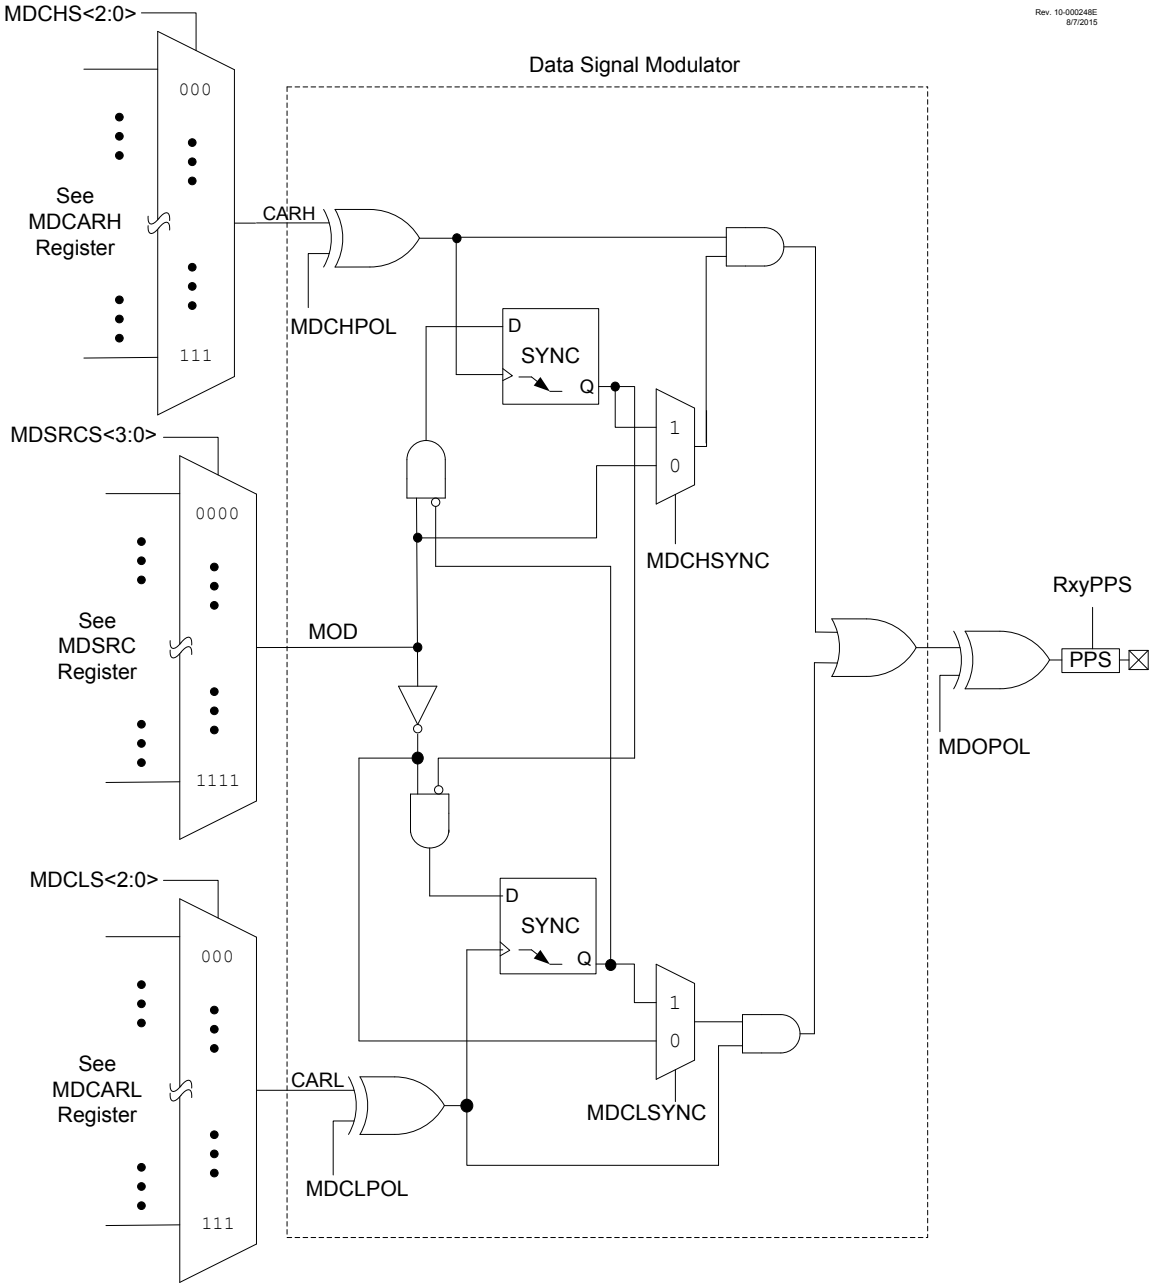 MDCHS<2:0>
Rev. 10-000248E
8/7/2015
Data Signal Modulator
000
See
MDCARH
Register
CARH
MDCHPOL
D
SYNC
Q
111
1
0
MDSRCS<3:0>
0000
MDCHSYNC
RxyPPS
See
MDSRC
Register
MOD
PPS
MDOPOL
1111
MDCLS<2:0>
D
SYNC
Q
000
1
0
See
MDCARL
Register
CARL
MDCLSYNC
MDCLPOL
111